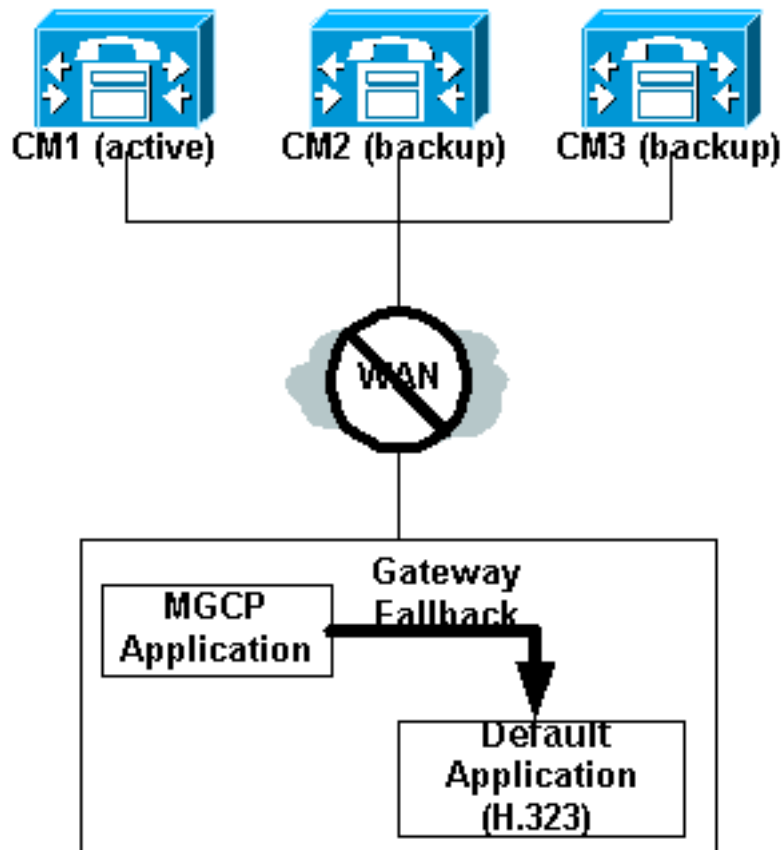 CM1 (active)
CM2 (backup)
CM3 (backup)
WAN
Gateway
Fallback
MGCP
Application
Default
Application
(H.323)